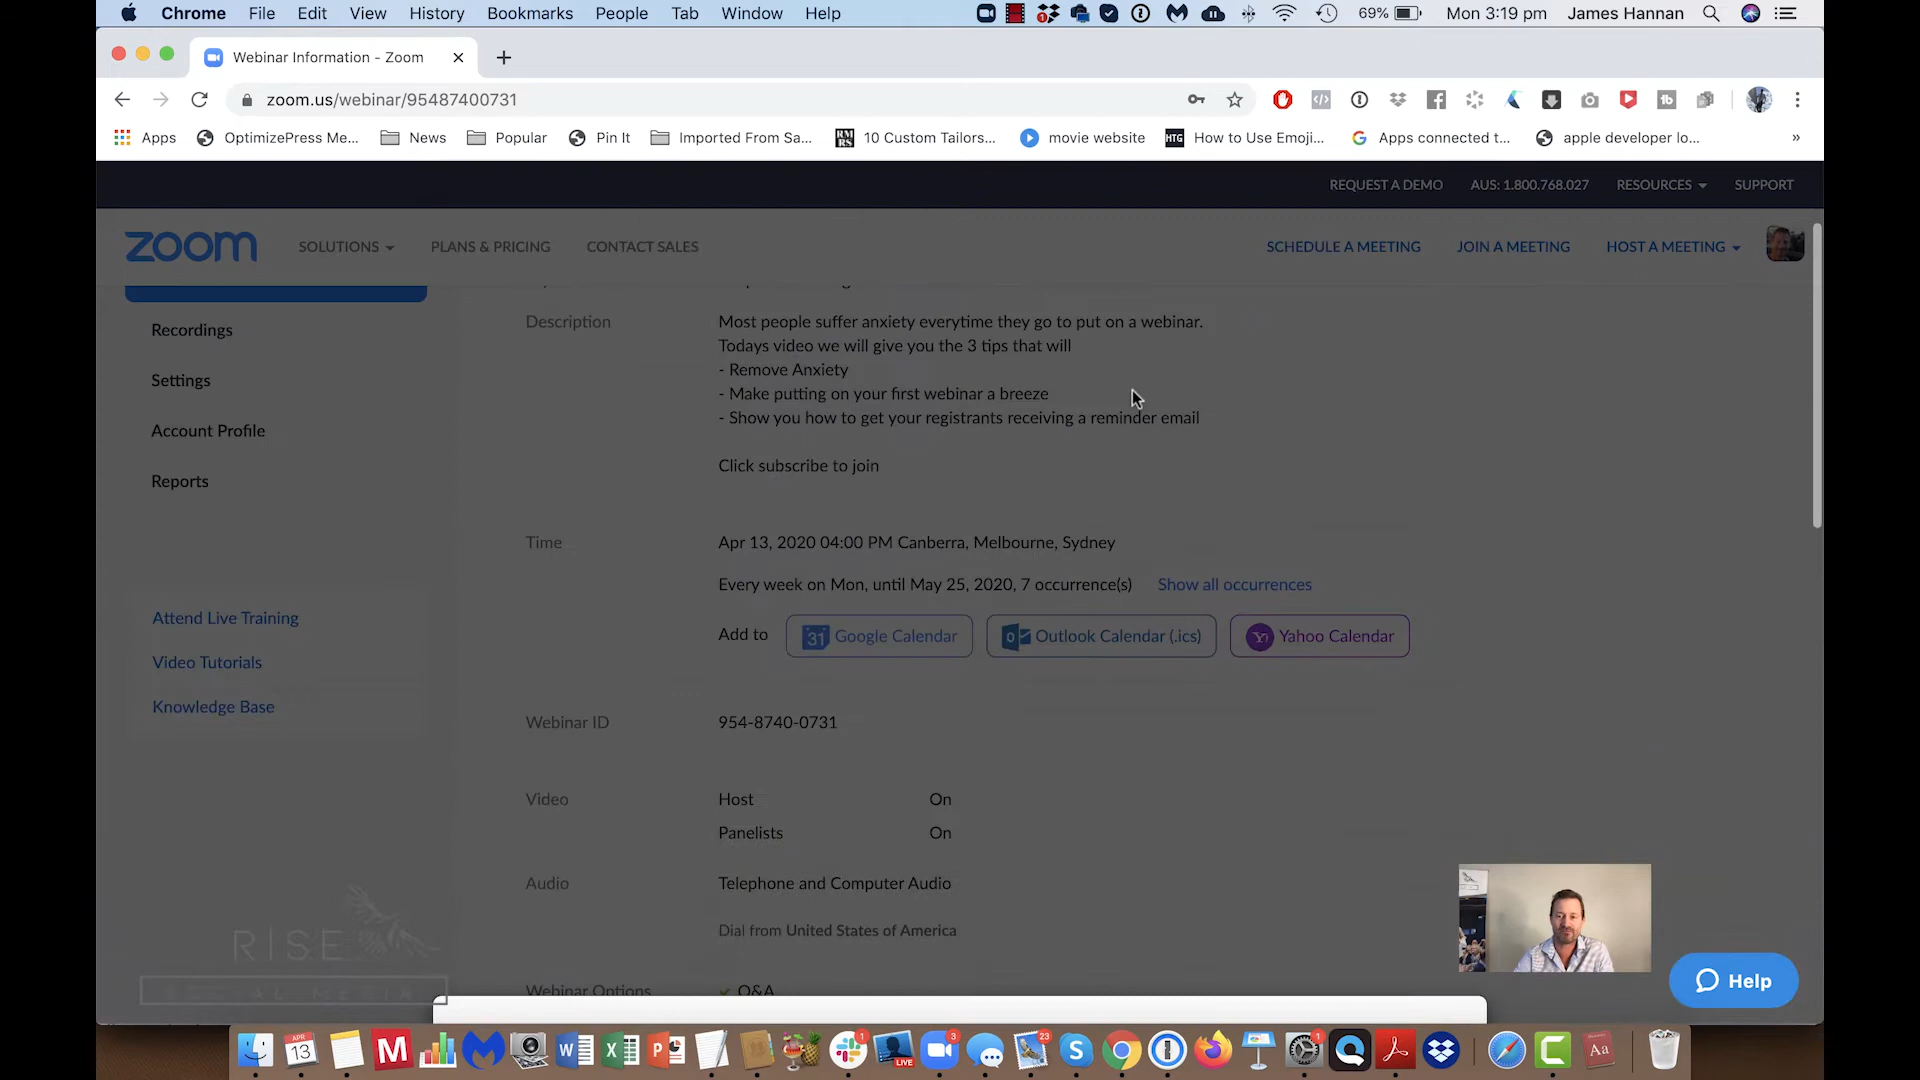 Chrome File Edit View History Bookmarks People Tab Window Help 69% Mon 3:19 pm James Hannan
Webinar Information - Zoom
zoom.us/webinar/95487400731
Apps OptimizePress Me... News Popular Pin It Imported From Sa... 10 Custom Tailors... movie website How to Use Emoji... Apps connected t... apple developer lo... »
REQUEST A DEMO AUS: 1.800.768.027 RESOURCES SUPPORT
zoom SOLUTIONS PLANS & PRICING CONTACT SALES SCHEDULE A MEETING JOIN A MEETING HOST A MEETING
Description Most people suffer anxiety everytime they go to put on a webinar.
Recordings
Todays video we will give you the 3 tips that will
- Remove Anxiety
Settings
- Make putting on your first webinar a breeze
- Show you how to get your registrants receiving a reminder email
Account Profile
Click subscribe to join
Reports
Time Apr 13, 2020 04:00 PM Canberra, Melbourne, Sydney
Every week on Mon, until May 25, 2020, 7 occurrence(s) Show all occurrences
Attend Live Training
Add to 31 Google Calendar Outlook Calendar (.ics) Yahoo Calendar
Video Tutorials
Knowledge Base
Webinar ID 954-8740-0731
Video Host On
Panelists On
Audio Telephone and Computer Audio
Dial from United States of America
RISE
Webinar Options Q&A
Help
APR 13 LIVE Aa